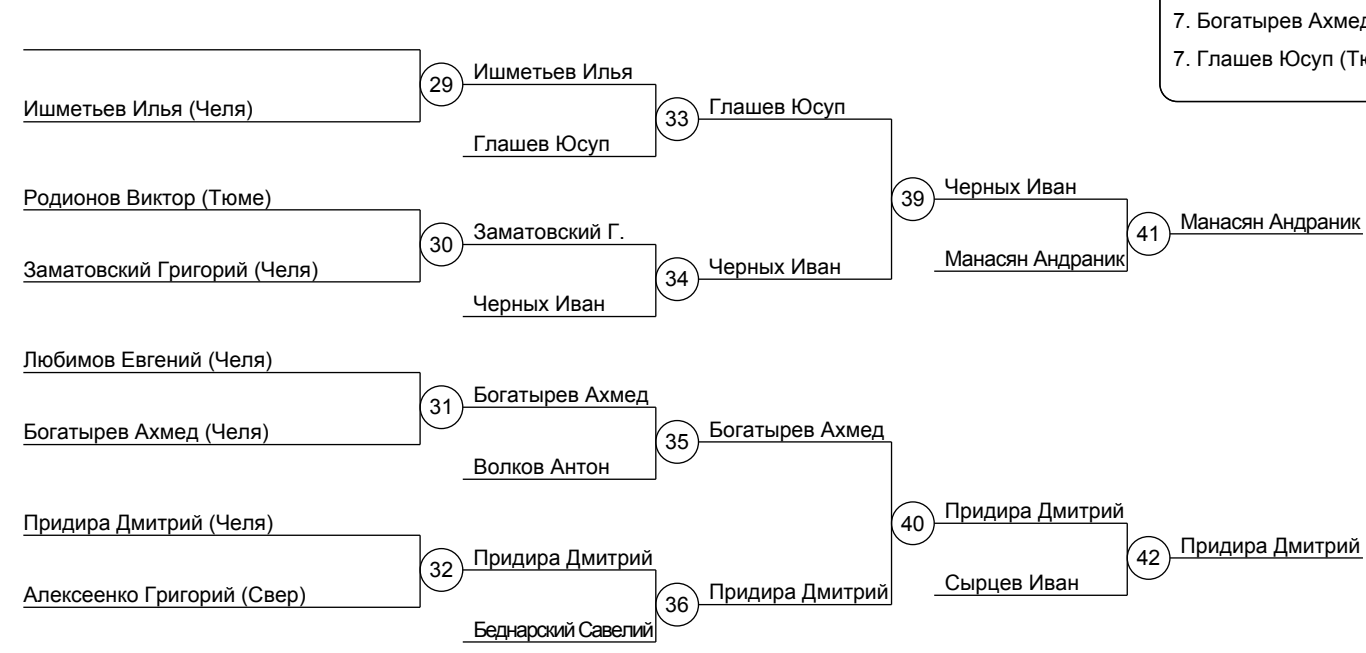 7. Богатырев Ахмед
7. Глашев Юсуп
29
Ишметьев Илья
Ишметьев Илья (Челя)
33
Глашев Юсуп
Глашев Юсуп
Родионов Виктор (Тюме)
39
Черных Иван
30
Заматовский Г.
41
Манасян Андраник
Заматовский Григорий (Челя)
34
Черных Иван
Манасян Андраник
Черных Иван
Любимов Евгений (Челя)
31
Богатырев Ахмед
Богатырев Ахмед (Челя)
35
Богатырев Ахмед
Волков Антон
Придира Дмитрий (Челя)
40
Придира Дмитрий
32
Придира Дмитрий
42
Придира Дмитрий
Алексеенко Григорий (Свер)
36
Придира Дмитрий
Сырцев Иван
Беднарский Савелий